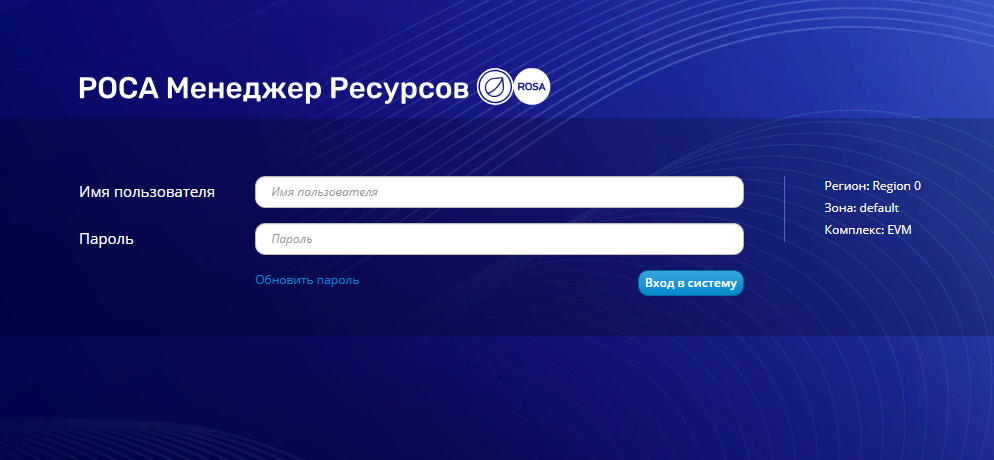 РОСА Менеджер Ресурсов ROSA
Имя пользователя
Имя пользователя
Пароль
Пароль
Обновить пароль
Вход в систему
Регион: Region 0
Зона: default
Комплекс: EVM